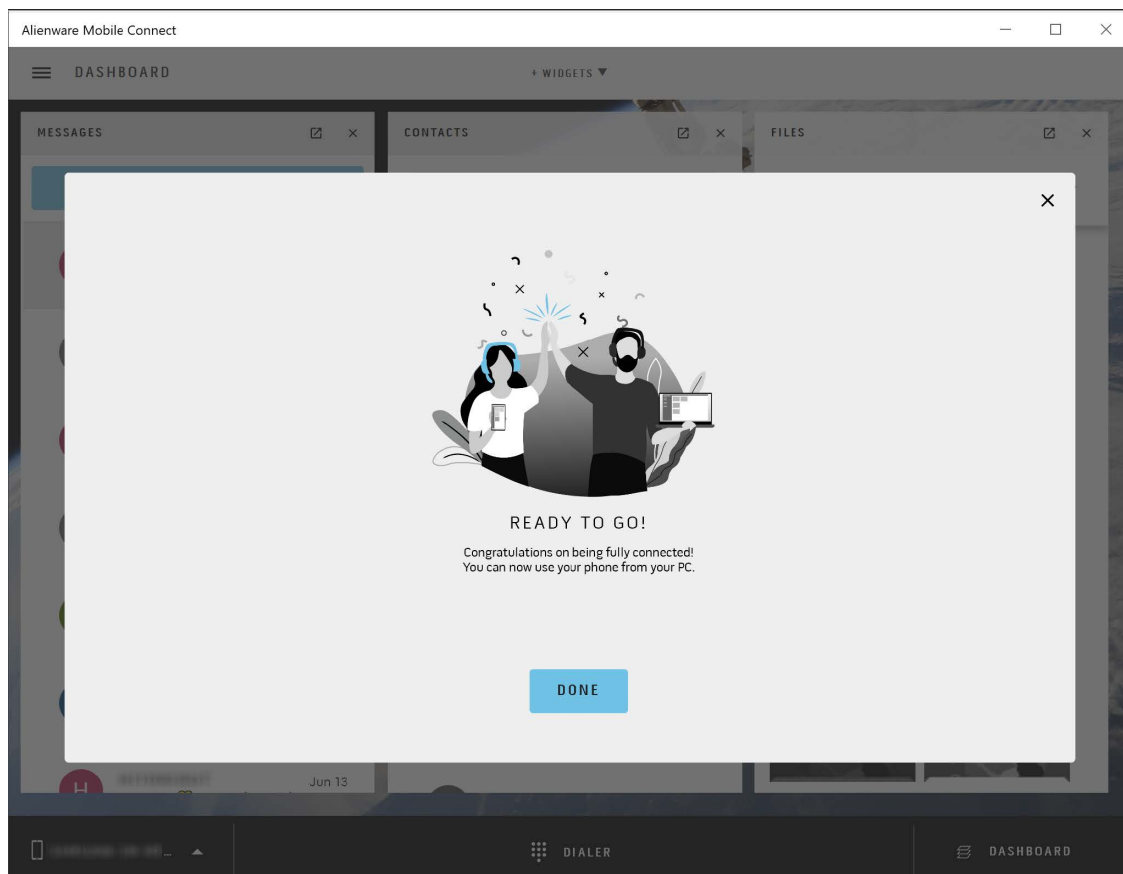 Alienware Mobile Connect
DASHBOARD
+ WIDGETS
MESSAGES
CONTACTS
FILES
READY TO GO!
Congratulations on being fully connected!
You can now use your phone from your PC.
DONE
H
Jun 13
DIALER
DASHBOARD